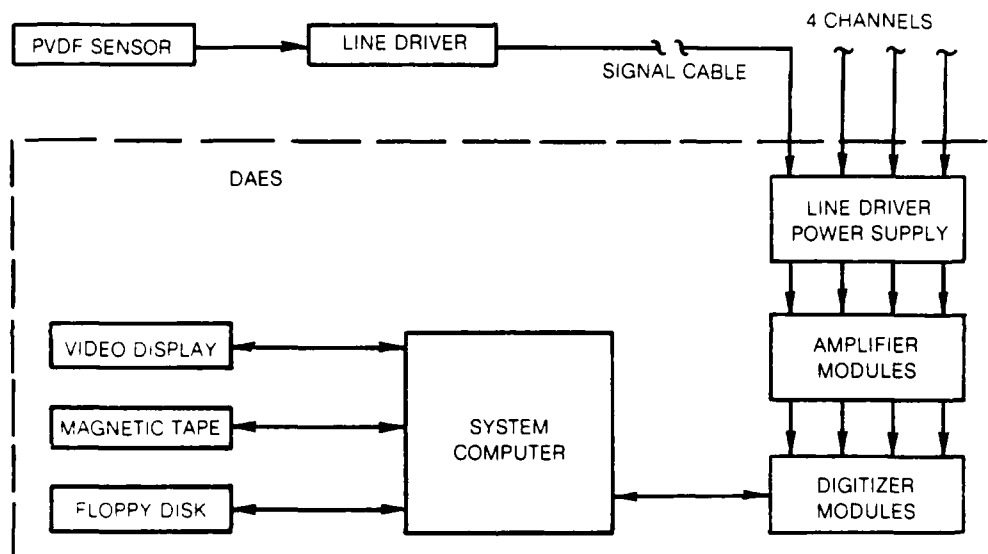 4 CHANNELS
PVDF SENSOR
LINE DRIVER
SIGNAL CABLE
DAES
LINE DRIVER
POWER SUPPLY
VIDEO DISPLAY
AMPLIFIER
MODULES
MAGNETIC TAPE
SYSTEM
COMPUTER
FLOPPY DISK
DIGITIZER
MODULES